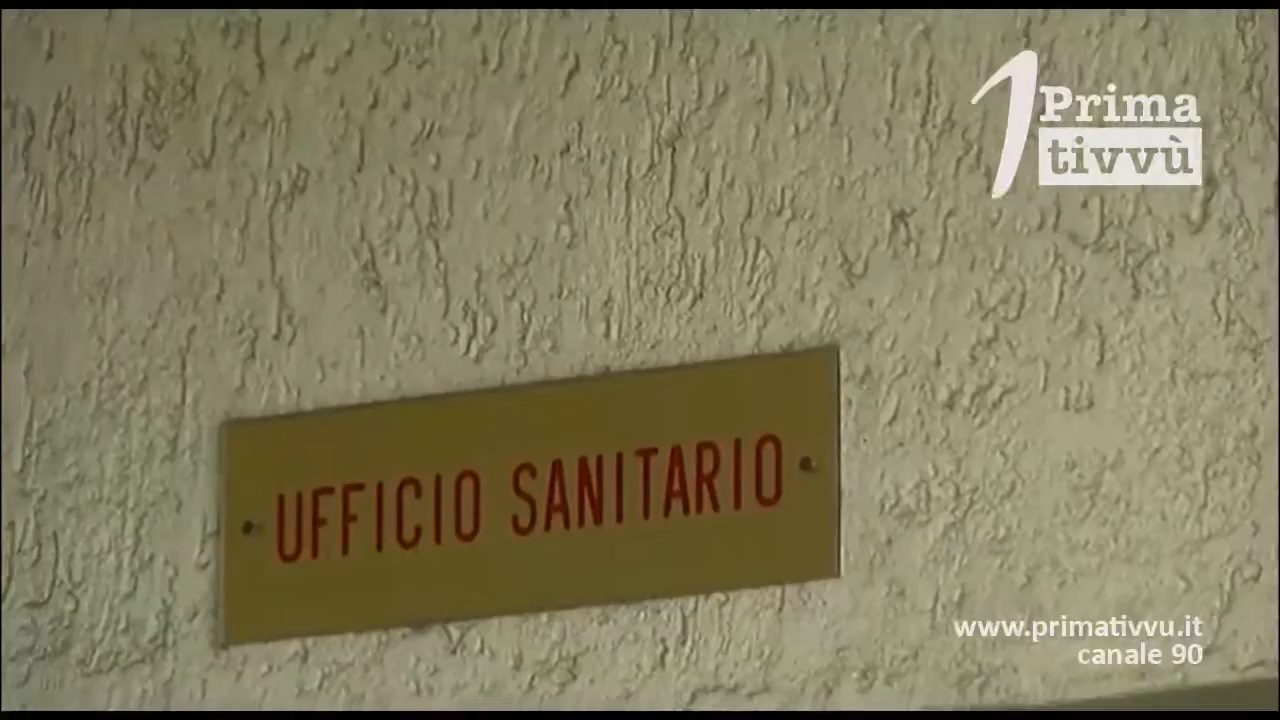 1 Prima
tivvù
UFFICIO SANITARIO
www.primativvu.it
canale 90